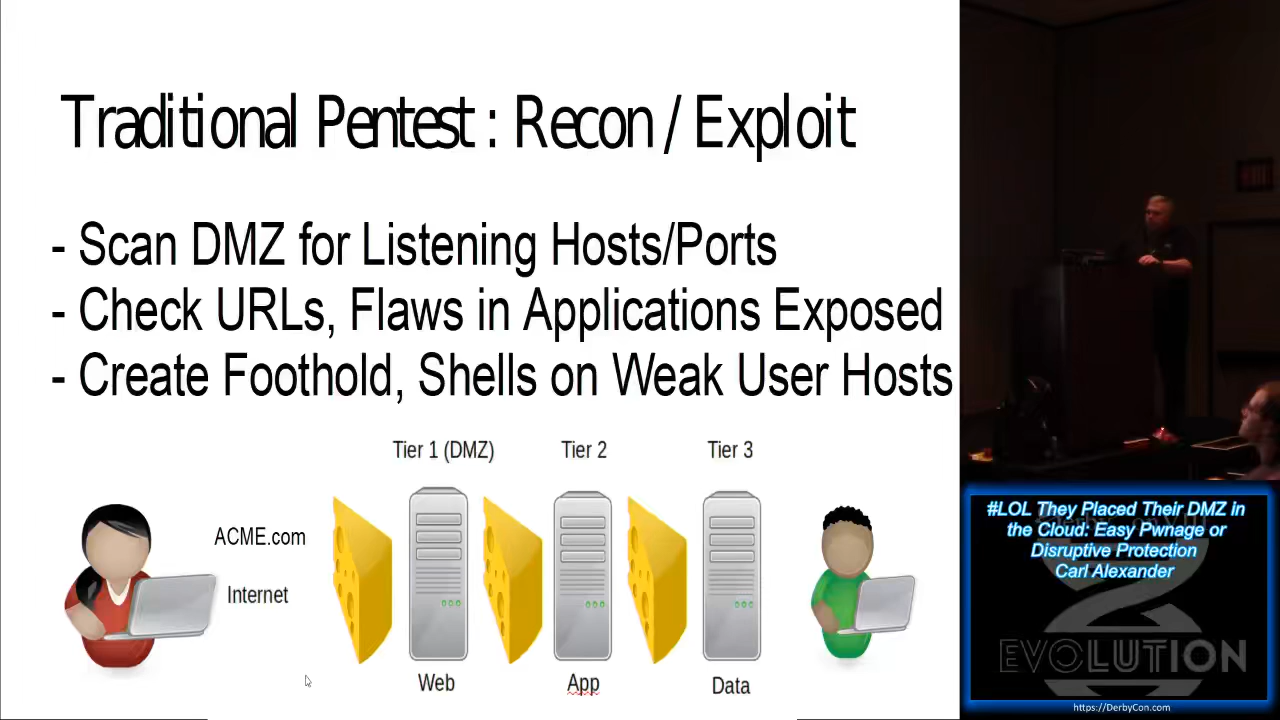 Traditional Pentest : Recon / Exploit
- Scan DMZ for Listening Hosts/Ports
- Check URLs, Flaws in Applications Exposed
- Create Foothold, Shells on Weak User Hosts
Tier 1 (DMZ)
Tier 2
Tier 3
ACME.com
Internet
Web
App
Data
#LOL They Placed Their DMZ in
the Cloud: Easy Pwnage or
Disruptive Protection
Carl Alexander
EVOLUTION
https://DerbyCon.com